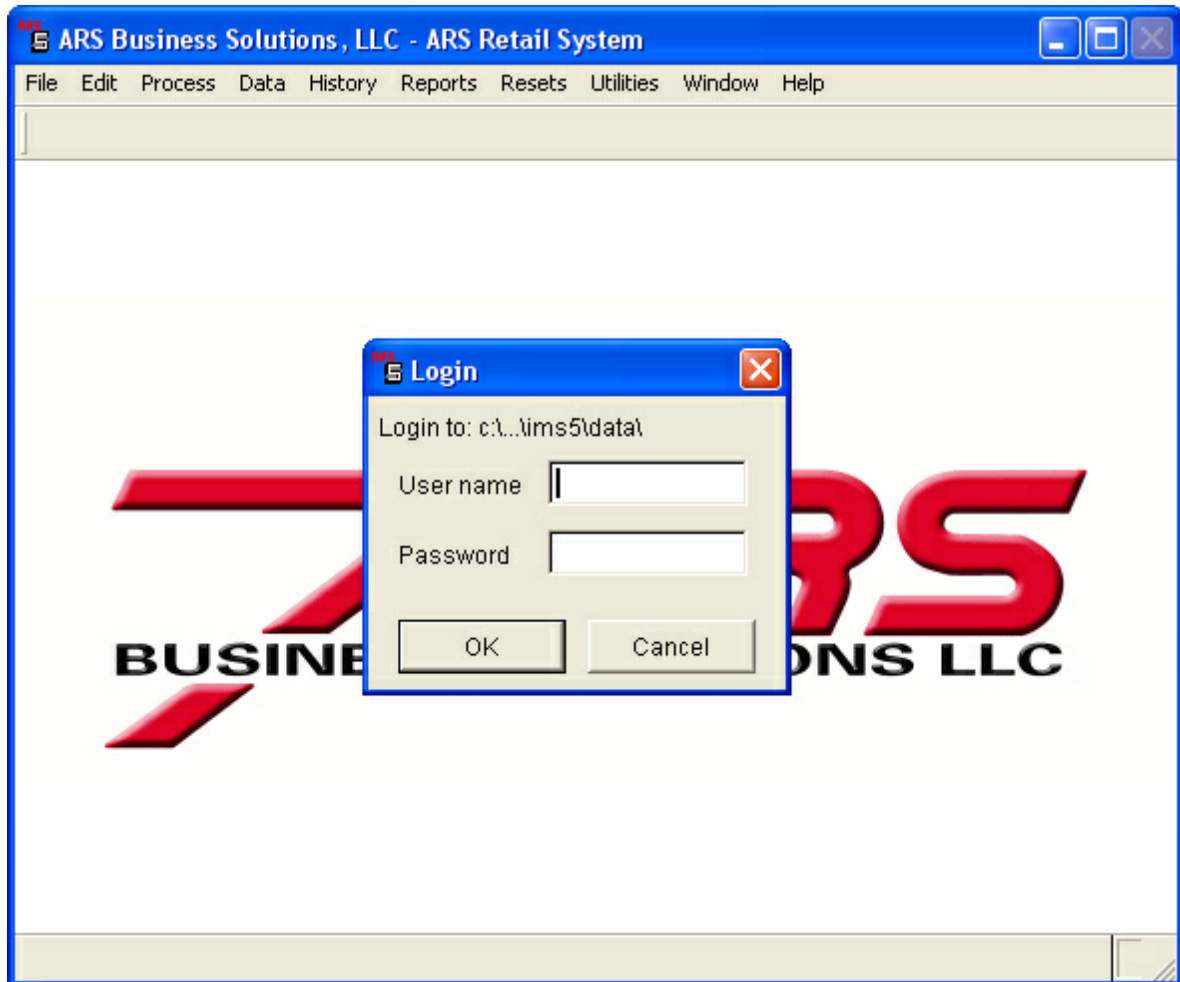 ARS Business Solutions, LLC - ARS Retail System
File Edit Process Data History Reports Resets Utilities Window Help
Login
Login to: c:\...\ims5\data\
User name
Password
OK Cancel
RS
BUSINE ONS LLC